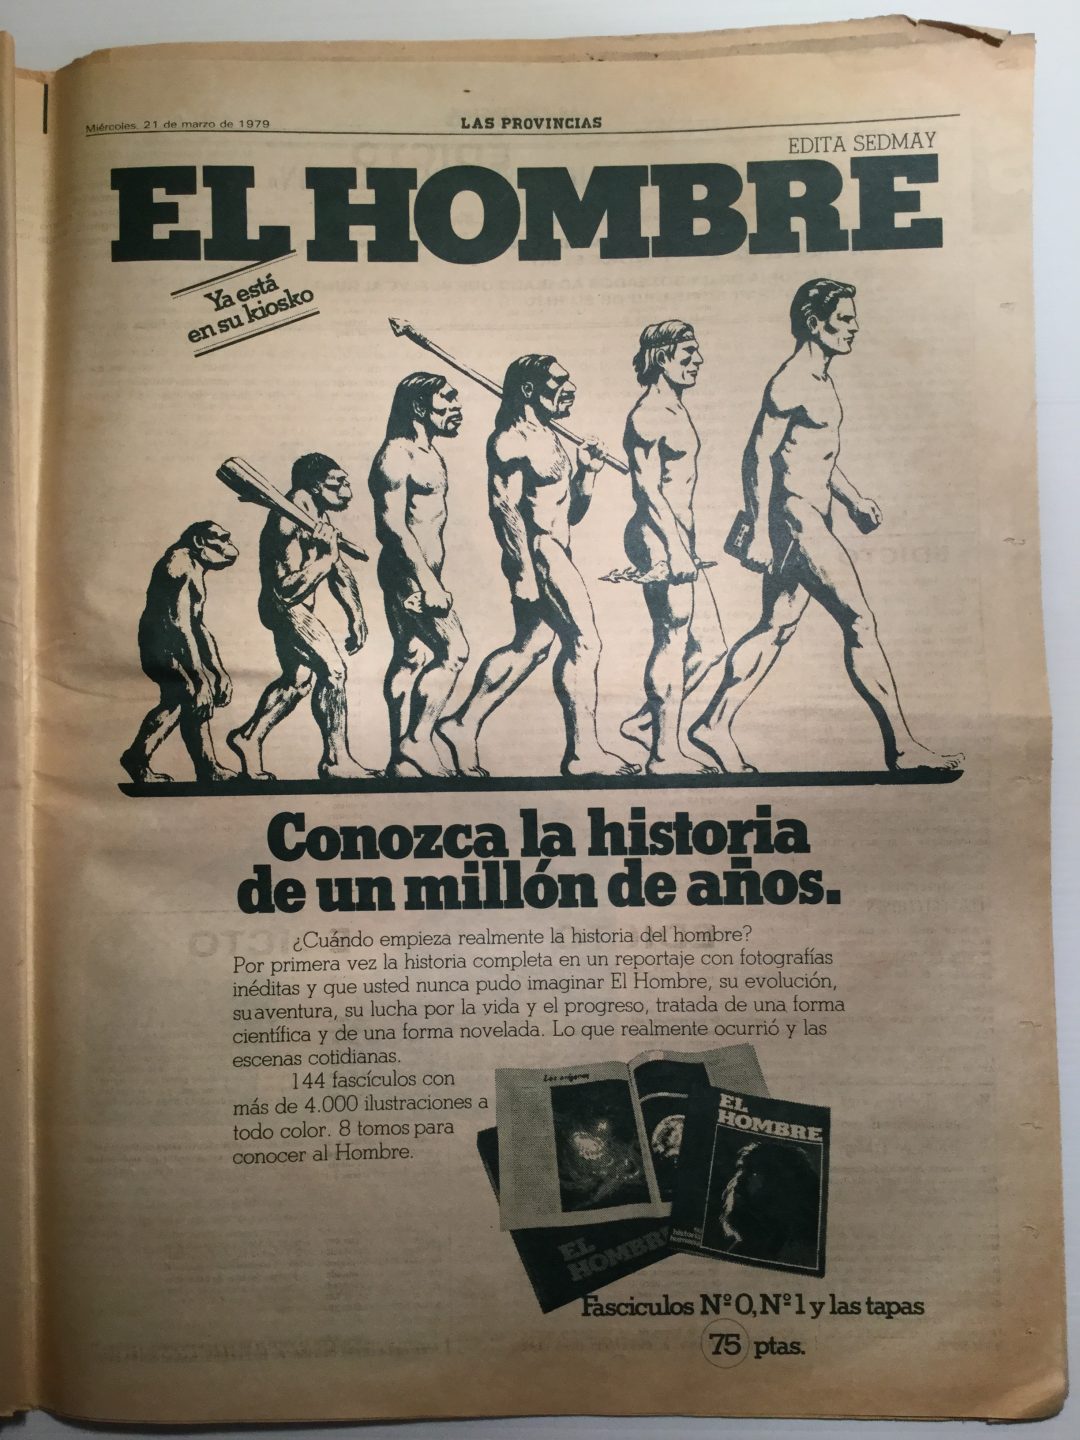 Miércoles, 21 de marzo de 1979
LAS PROVINCIAS
EDITA SEDMAY
EL HOMBRE
Ya está
en su kiosko
Conozca la historia
de un millón de años.
¿Cuándo empieza realmente la historia del hombre?
Por primera vez la historia completa en un reportaje con fotografías
inéditas y que usted nunca pudo imaginar El Hombre, su evolución,
su aventura, su lucha por la vida y el progreso, tratada de una forma
científica y de una forma novelada. Lo que realmente ocurrió y las
escenas cotidianas.
144 fascículos con
más de 4.000 ilustraciones a
todo color. 8 tomos para
conocer al Hombre.
Los orígenes
EL
HOMBRE
EL
HOMBRE
Fasciculos Nº 0, Nº 1 y las tapas
75 ptas.